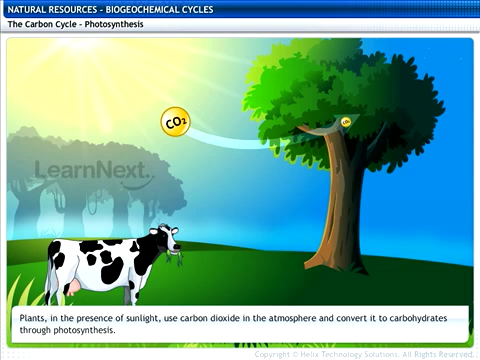 NATURAL RESOURCES - BIOGEOCHEMICAL CYCLES
The Carbon Cycle - Photosynthesis
CO₂
CO₂
LearnNext..
Plants, in the presence of sunlight, use carbon dioxide in the atmosphere and convert it to carbohydrates
through photosynthesis.
Copyright © Helix Technology Solutions. All Rights Reserved.